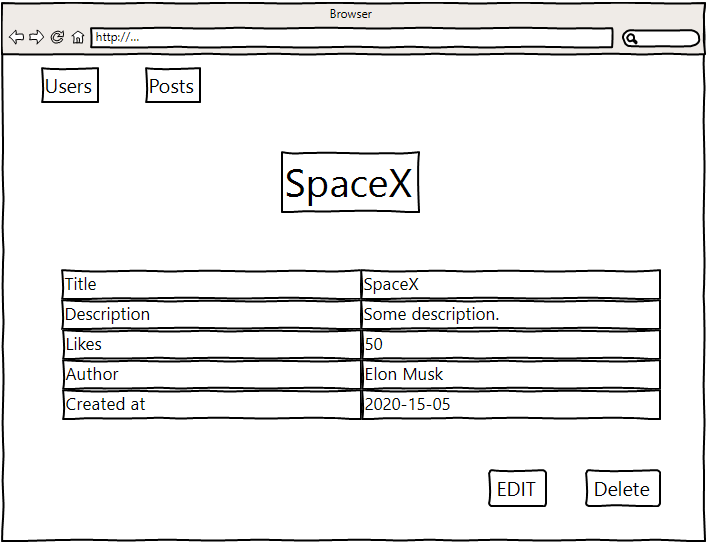 Browser
http://...
Users Posts
SpaceX
Title SpaceX
Description Some description.
Likes 50
Author Elon Musk
Created at 2020-15-05
EDIT Delete